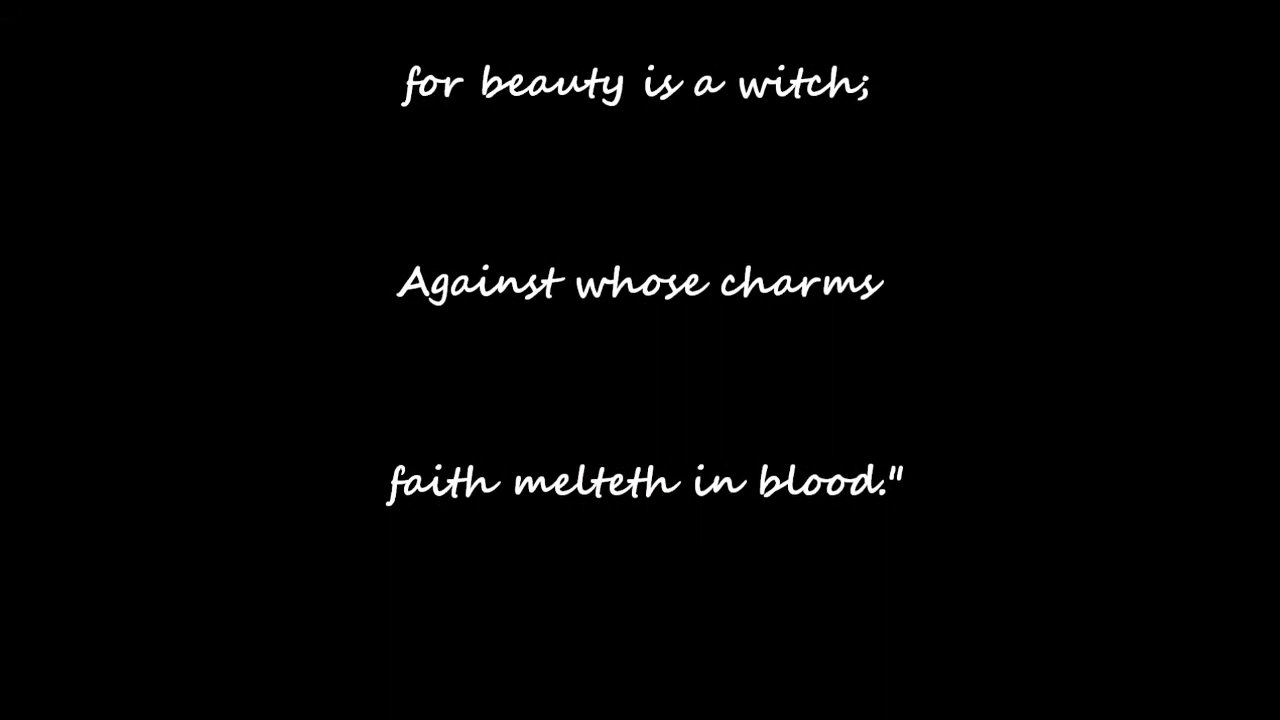 for beauty is a witch;
Against whose charms
faith melteth in blood."